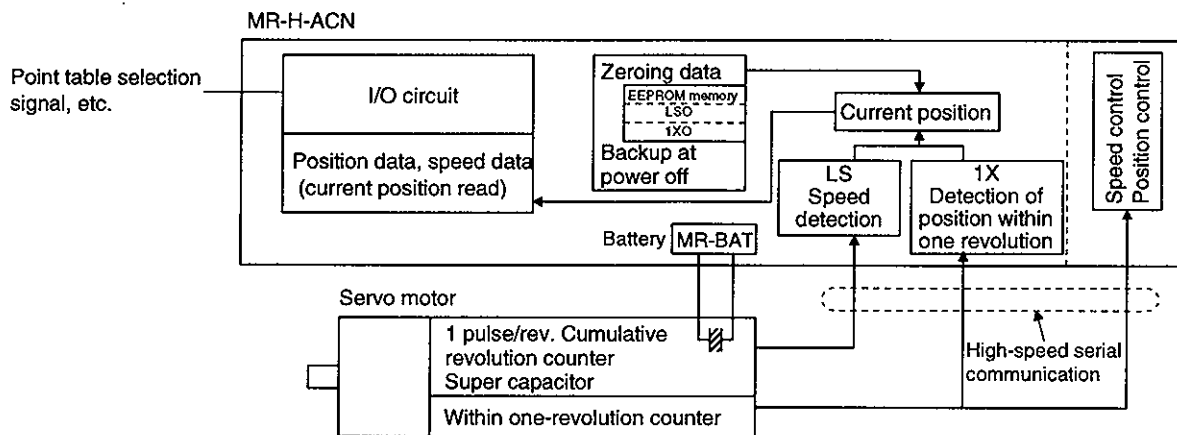 MR-H-ACN
Point table selection
signal, etc.
I/O circuit
Position data, speed data
(current position read)
Zeroing data
EEPROM memory
LSO
1XO
Backup at
power off
Current position
LS
Speed
detection
1X
Detection of
position within
one revolution
Speed control
Position control
Battery
MR-BAT
Servo motor
1 pulse/rev. Cumulative
revolution counter
Super capacitor
Within one-revolution counter
High-speed serial
communication